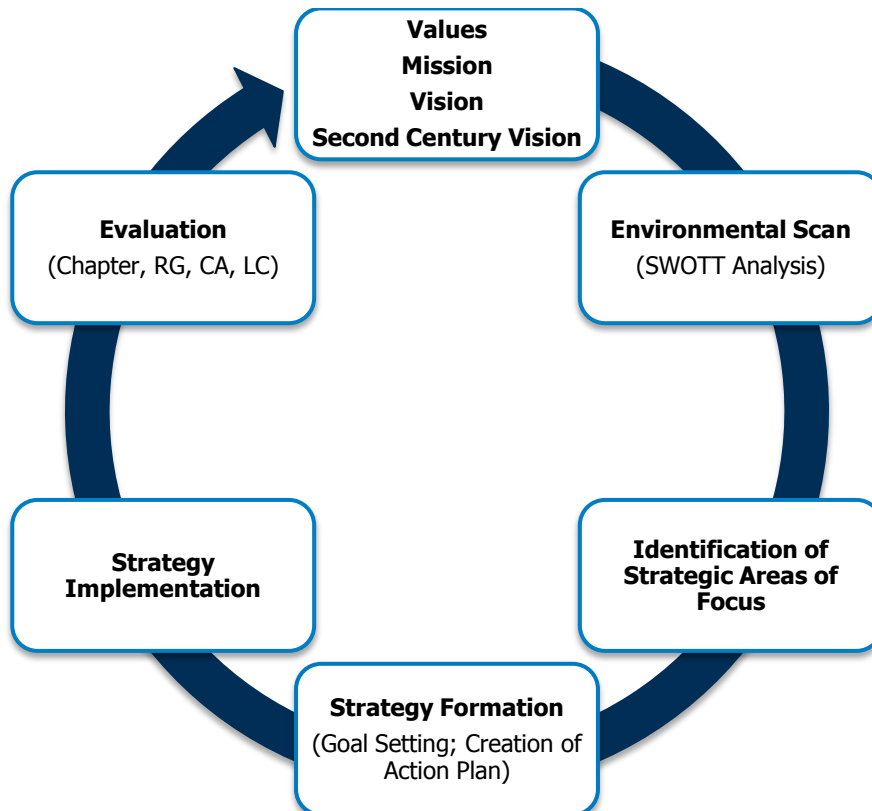 Values
Mission
Vision
Second Century Vision
Environmental Scan
(SWOTT Analysis)
Identification of
Strategic Areas of
Focus
Strategy Formation
(Goal Setting; Creation of
Action Plan)
Strategy
Implementation
Evaluation
(Chapter, RG, CA, LC)